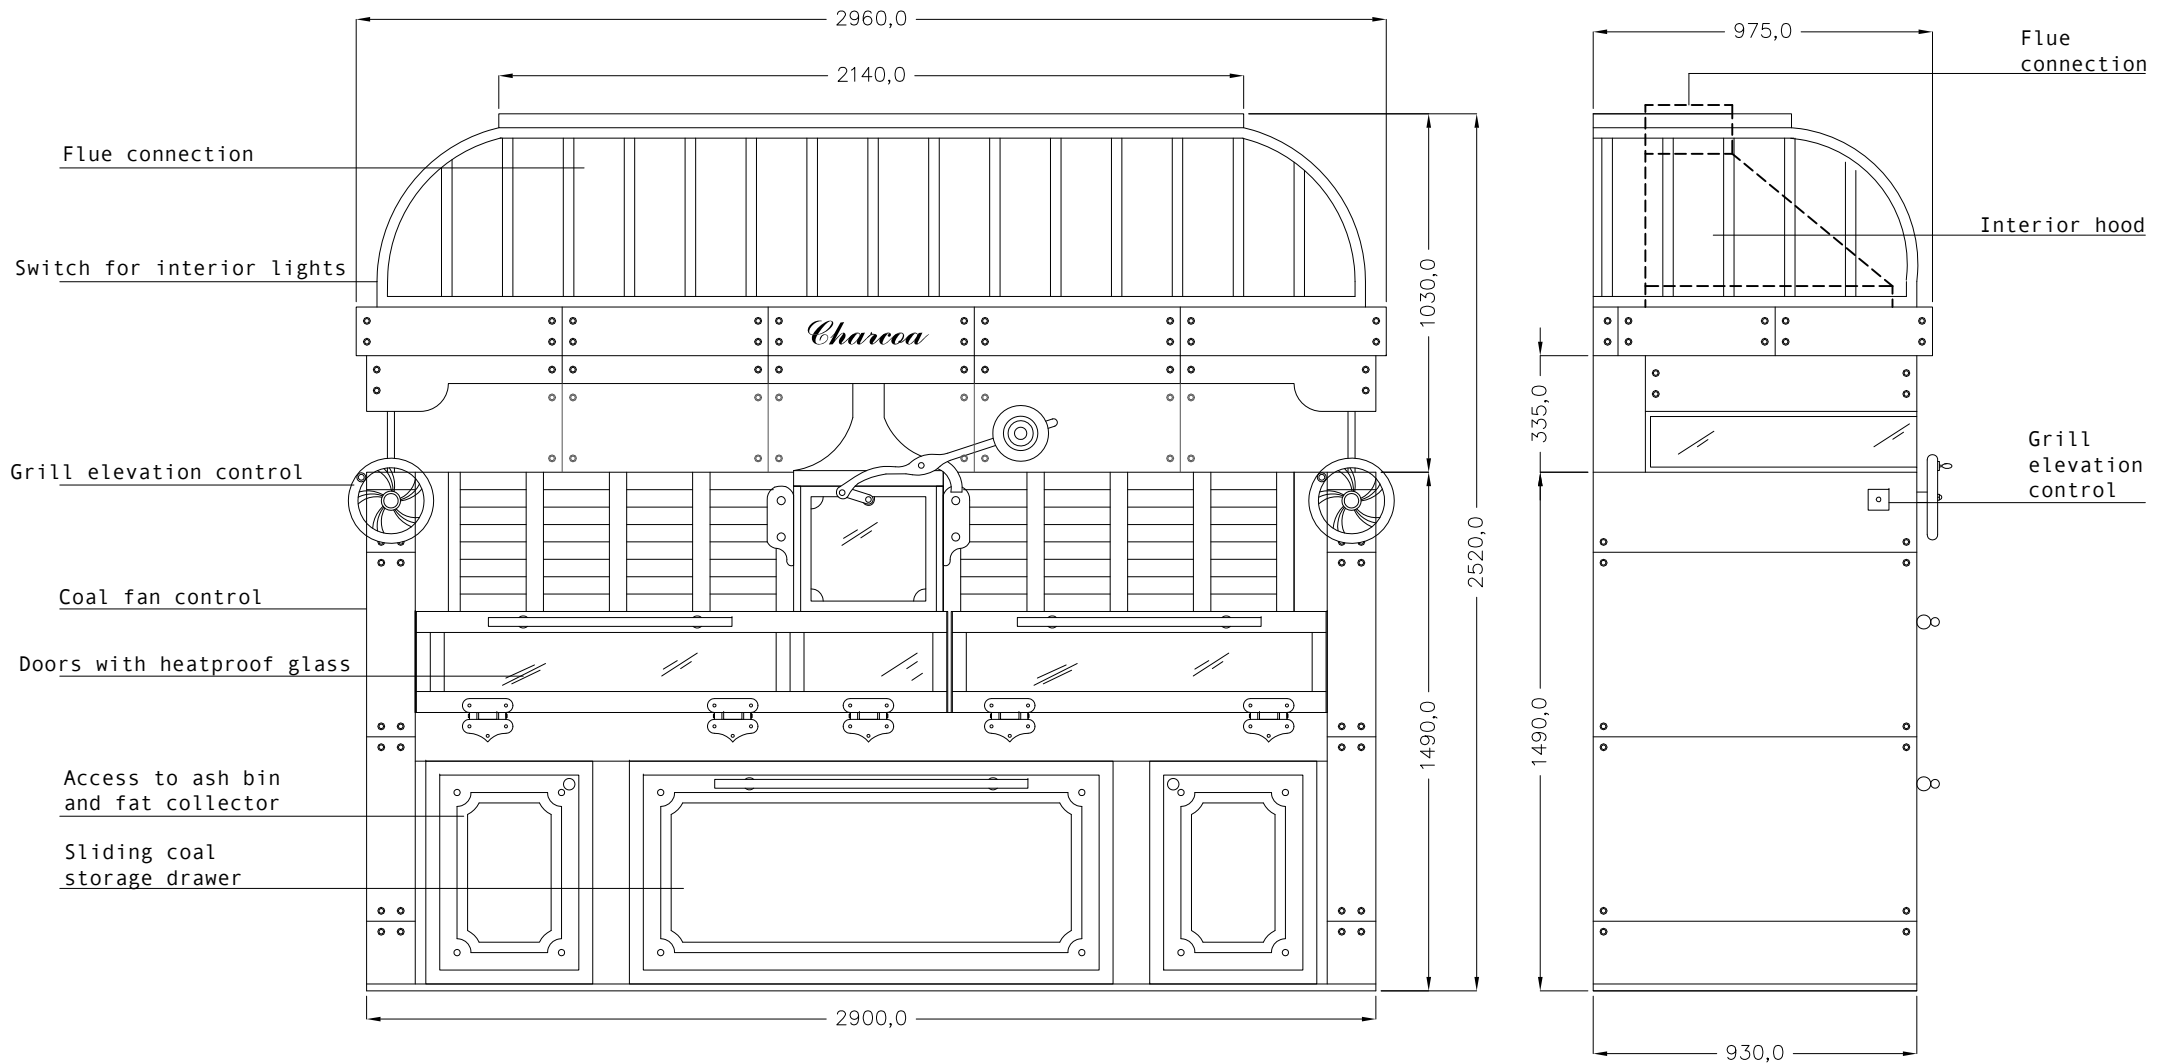 2960,0
975,0
Flue
connection
2140,0
Flue connection
Interior hood
Switch for interior lights
1030,0
Charcoa
335,0
Grill elevation control
Grill
elevation
control
2520,0
Coal fan control
Doors with heatproof glass
1490,0
1490,0
Access to ash bin
and fat collector
Sliding coal
storage drawer
2900,0
930,0